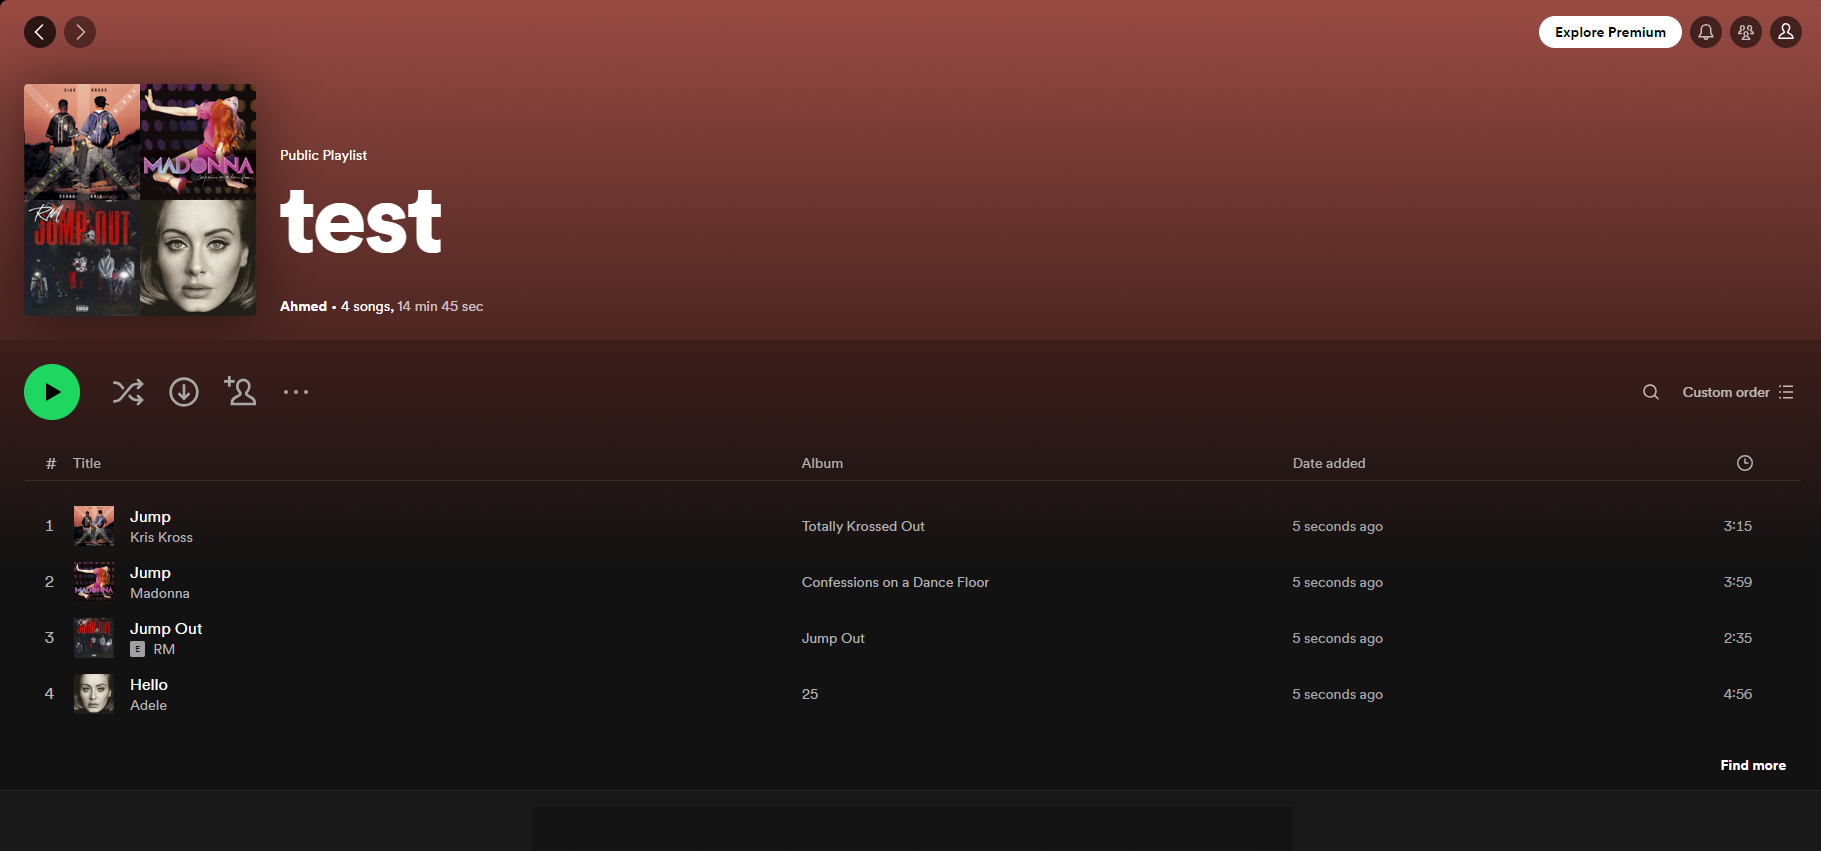 Explore Premium
MADONNA
RM
JUMP OUT
Public Playlist
test
Ahmed • 4 songs, 14 min 45 sec
Custom order
# Title Album Date added
1 Jump Totally Krossed Out 5 seconds ago 3:15
Kris Kross
2 Jump Confessions on a Dance Floor 5 seconds ago 3:59
Madonna
3 Jump Out Jump Out 5 seconds ago 2:35
E RM
4 Hello 25 5 seconds ago 4:56
Adele
Find more